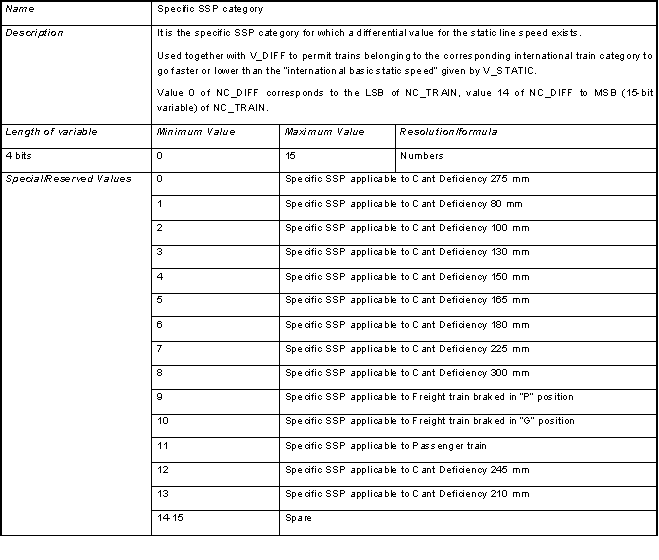 Name Specific SSP category
Description It is the specific SSP category for which a differential value for the static line speed exists.
Used together with V_DIFF to permit trains belonging to the corresponding international train category to
go faster or lower than the "international basic static speed" given by V_STATIC.
Value 0 of NC_DIFF corresponds to the LSB of NC_TRAIN, value 14 of NC_DIFF to MSB (15-bit
variable) of NC_TRAIN.
Length of variable Minimum Value Maximum Value Resolution/formula
4 bits 0 15 Numbers
Special/Reserved Values 0 Specific SSP applicable to Cant Deficiency 275 mm
1 Specific SSP applicable to Cant Deficiency 80 mm
2 Specific SSP applicable to Cant Deficiency 100 mm
3 Specific SSP applicable to Cant Deficiency 130 mm
4 Specific SSP applicable to Cant Deficiency 150 mm
5 Specific SSP applicable to Cant Deficiency 165 mm
6 Specific SSP applicable to Cant Deficiency 180 mm
7 Specific SSP applicable to Cant Deficiency 225 mm
8 Specific SSP applicable to Cant Deficiency 300 mm
9 Specific SSP applicable to Freight train braked in "P" position
10 Specific SSP applicable to Freight train braked in "G" position
11 Specific SSP applicable to Passenger train
12 Specific SSP applicable to Cant Deficiency 245 mm
13 Specific SSP applicable to Cant Deficiency 210 mm
14-15 Spare